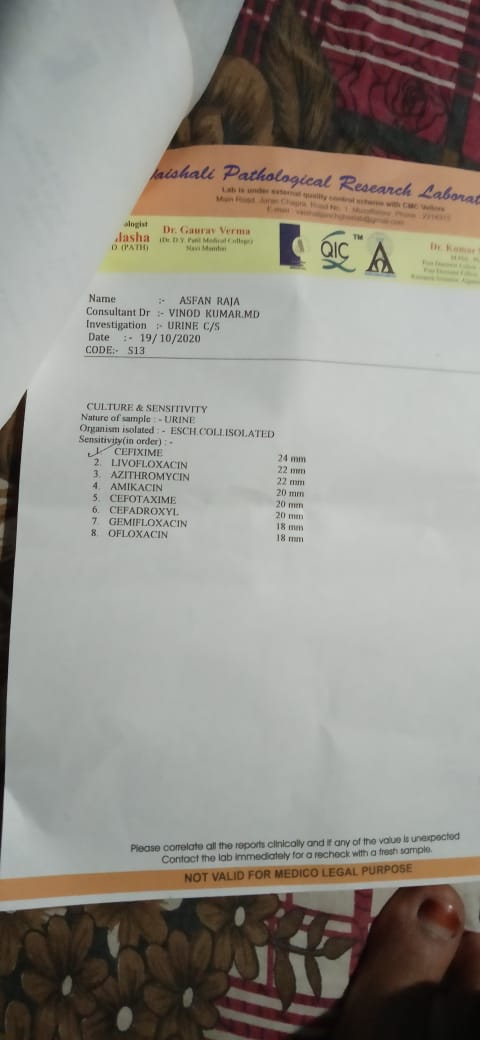 aishali Pathological Research Laborat
Lab is under external quality control scheme with CMC Vellore
Main Road, Juran Chapra, Road No. 1, Muzaffarpur, Phone : 2214315
ologist
lasha
D (PATH)
Dr. Gaurav Verma
(Dr. D.Y. Patil Medical College)
Navi Mumbai
QIC TM
Dr. Kumar
Name :- ASFAN RAJA
Consultant Dr :- VINOD KUMAR.MD
Investigation :- URINE C/S
Date :- 19/10/2020
CODE:- S13
CULTURE & SENSITIVITY
Nature of sample : - URINE
Organism isolated : - ESCH.COLI.ISOLATED
Sensitivity(in order) : -
1. CEFIXIME 24 mm
2. LIVOFLOXACIN 22 mm
3. AZITHROMYCIN 22 mm
4. AMIKACIN 20 mm
5. CEFOTAXIME 20 mm
6. CEFADROXYL 20 mm
7. GEMIFLOXACIN 18 mm
8. OFLOXACIN 18 mm
Please correlate all the reports clinically and if any of the value is unexpected
Contact the lab immediately for a recheck with a fresh sample.
NOT VALID FOR MEDICO LEGAL PURPOSE